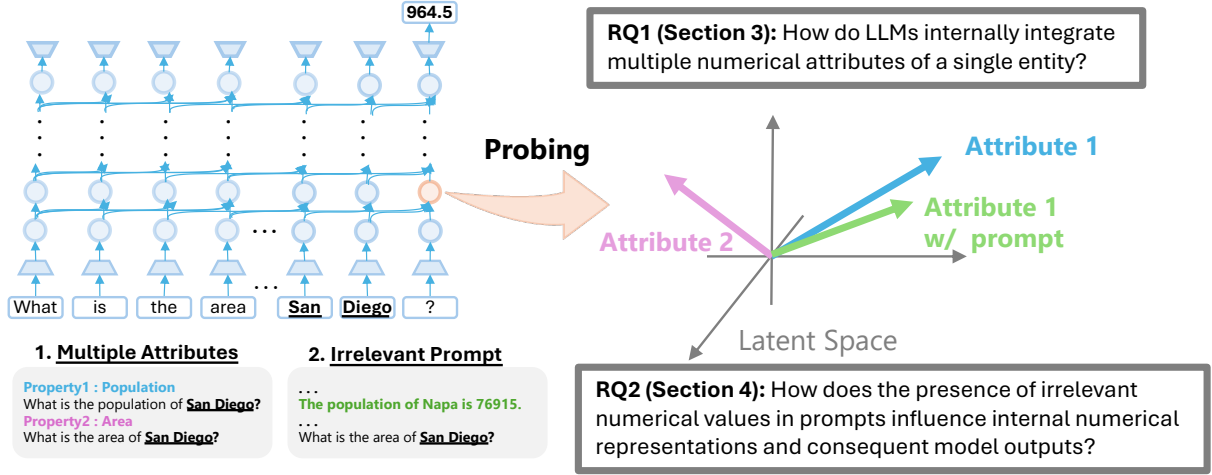 964.5
What is the area ... San Diego ?
1. Multiple Attributes
Property1 : Population
What is the population of San Diego?
Property2 : Area
What is the area of San Diego?
2. Irrelevant Prompt
...
The population of Napa is 76915.
...
What is the area of San Diego?
Probing
RQ1 (Section 3): How do LLMs internally integrate
multiple numerical attributes of a single entity?
Attribute 1
Attribute 1
w/ prompt
Attribute 2
Latent Space
RQ2 (Section 4): How does the presence of irrelevant
numerical values in prompts influence internal numerical
representations and consequent model outputs?